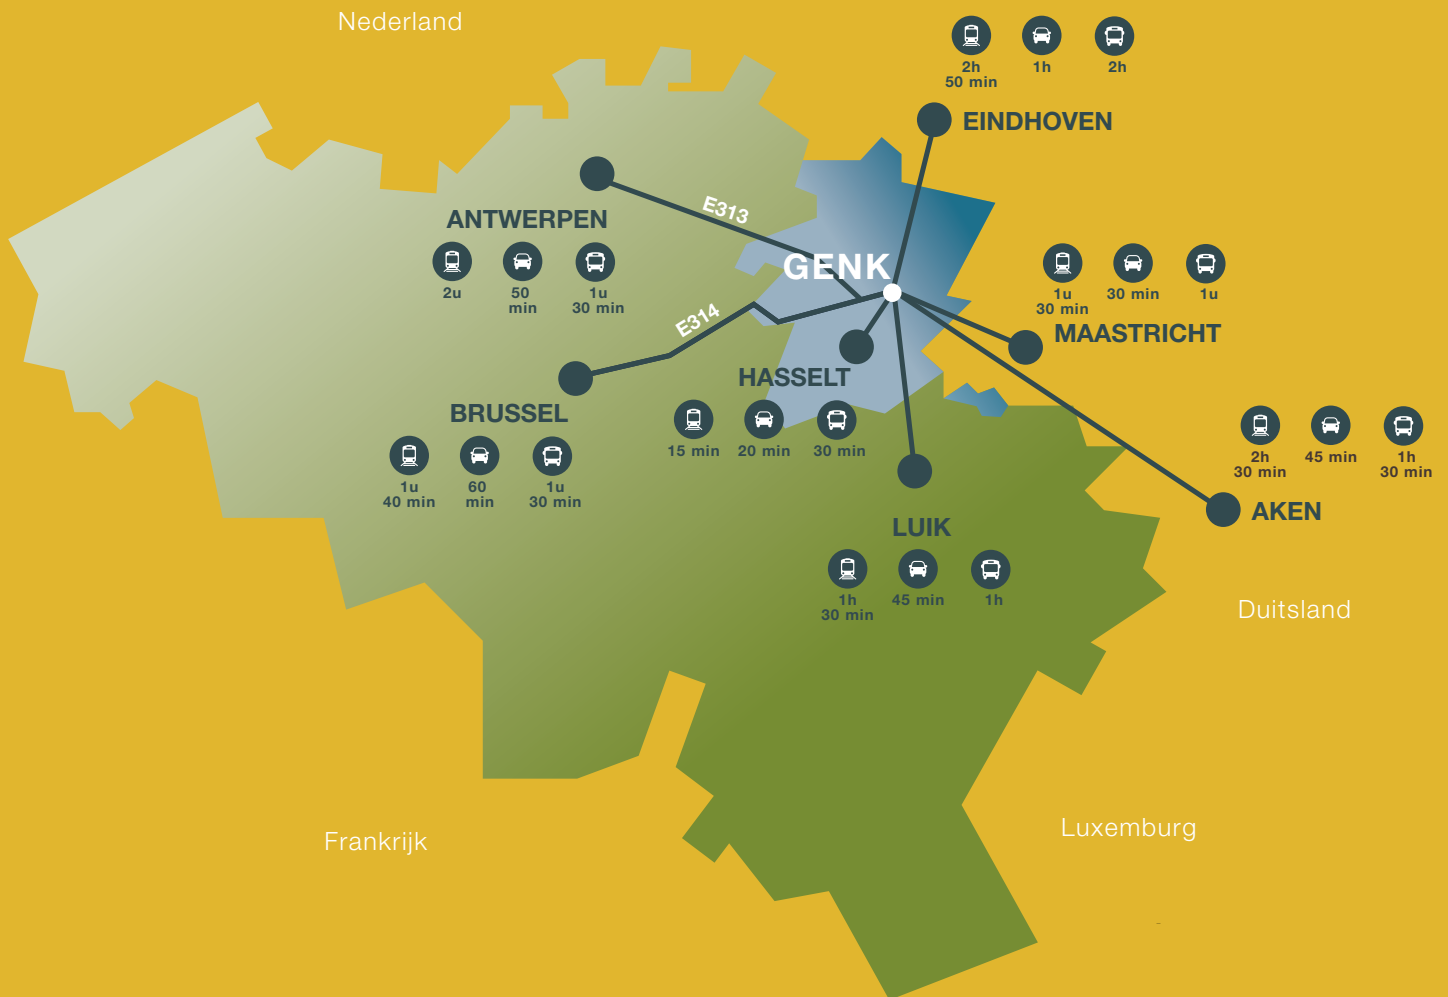 Nederland
2h
50 min
1h
2h
EINDHOVEN
ANTWERPEN
2u
50
min
1u
30 min
E313
GENK
1u
30 min
30 min
1u
MAASTRICHT
E314
BRUSSEL
1u
40 min
60
min
1u
30 min
HASSELT
15 min
20 min
30 min
2h
30 min
45 min
1h
30 min
AKEN
LUIK
1h
30 min
45 min
1h
Duitsland
Frankrijk
Luxemburg